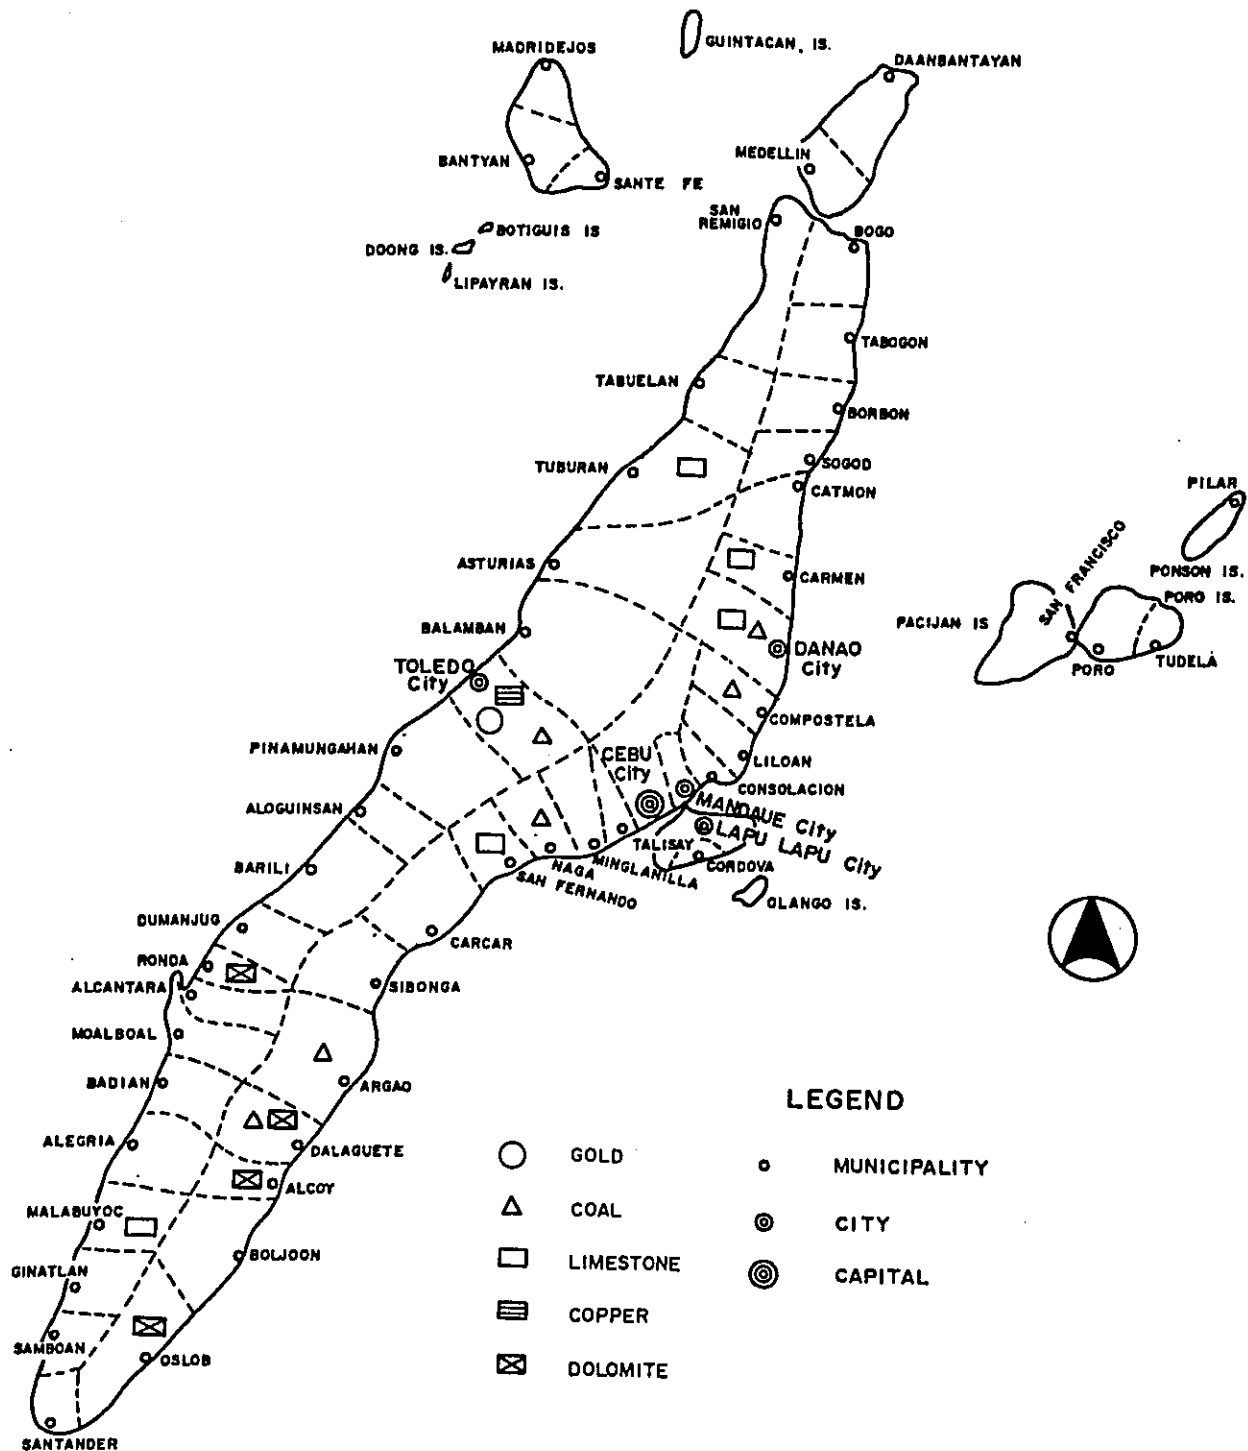 GUINTACAN, IS.
MADRIDEJOS
DAANBANTAYAN
MEDELLIN
BANTYAN
SANTE FE
SAN
REMIGIO
BOTIGUIS IS
BOGO
DOONG IS.
LIPAYRAN IS.
TABOGON
TABUELAN
BORBON
SOGOD
TUBURAN
CATMON
PILAR
ASTURIAS
CARMEN
SAN FRANCISCO
PONSON IS.
PORO IS.
PACIJAN IS
BALAMBAN
DANAO
City
TOLEDO
City
PORO
TUDELA
COMPOSTELA
PINAMUNGAHAN
CEBU
City
LILOAN
CONSOLACION
MANDAUE City
ALOGUINSAN
LAPU LAPU City
TALISAY
CORDOVA
MINGLANILLA
NAGA
SAN FERNANDO
BARILI
OLANGO IS.
DUMANJUG
CARCAR
RONDA
ALCANTARA
SIBONGA
MOALBOAL
BADIAN
ARGAO
ALEGRIA
DALAGUETE
ALCOY
MALABUYOC
BOLJOON
GINATLAN
SAMBOAN
OSLOB
SANTANDER
LEGEND
GOLD
COAL
LIMESTONE
COPPER
DOLOMITE
MUNICIPALITY
CITY
CAPITAL